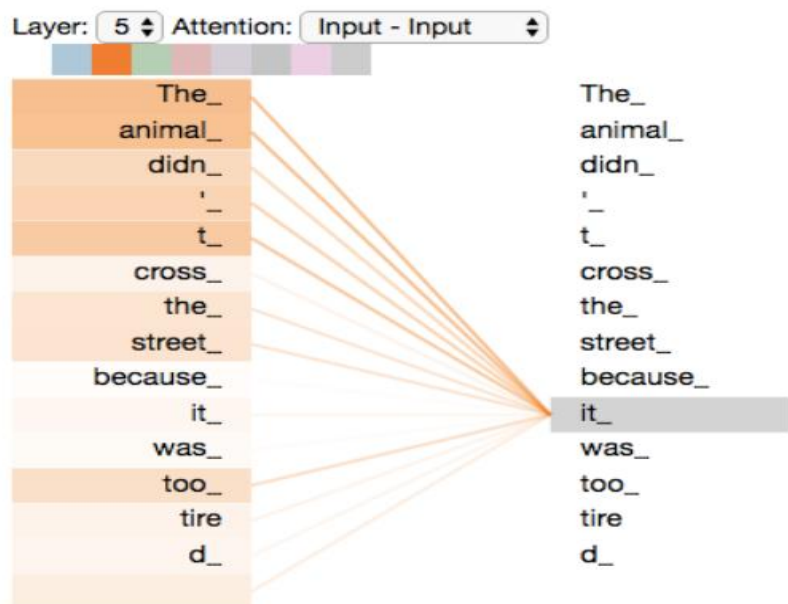 Layer: 5 Attention: Input - Input
The_ The_
animal_ animal_
didn_ didn_
'_ '_
t_ t_
cross_ cross_
the_ the_
street_ street_
because_ because_
it_ it_
was_ was_
too_ too_
tire tire
d_ d_